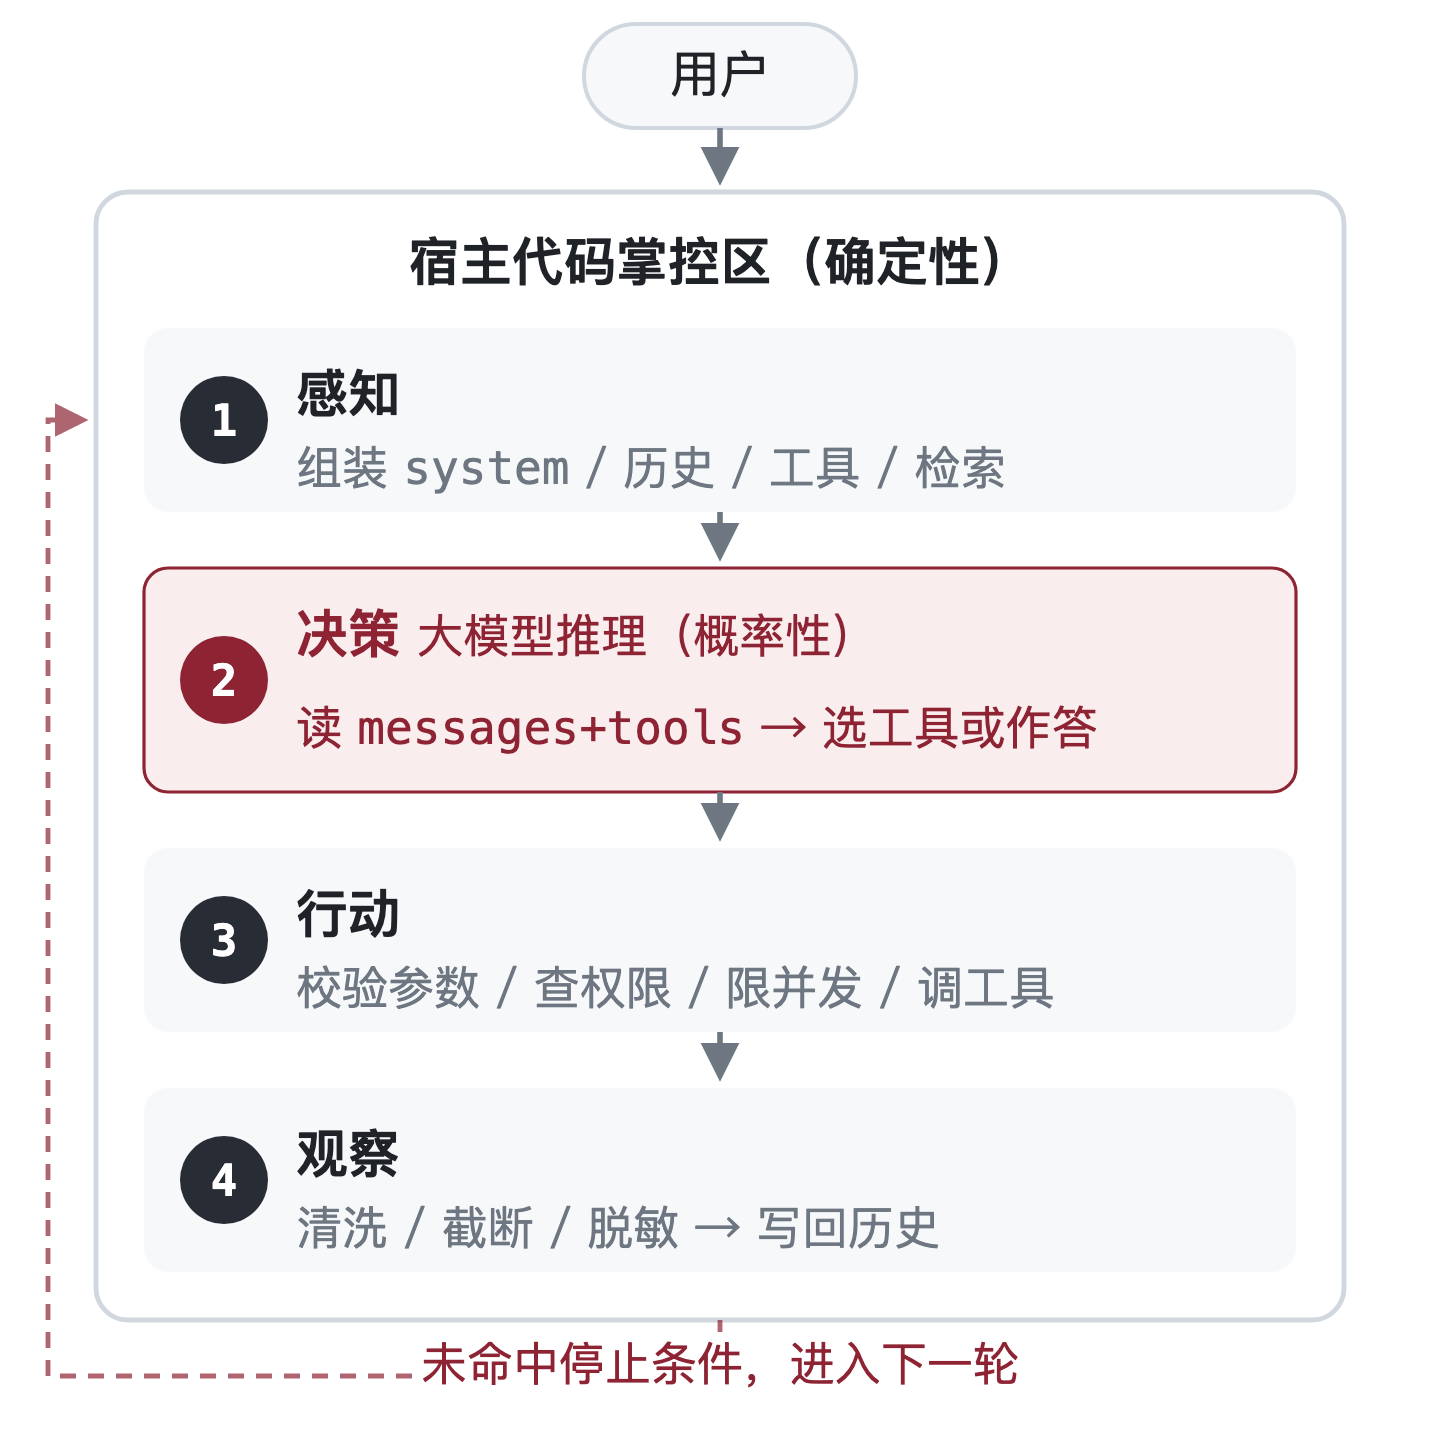 用户
宿主代码掌控区（确定性）
1
感知
组装 system / 历史 / 工具 / 检索
2
决策 大模型推理（概率性）
读 messages+tools → 选工具或作答
3
行动
校验参数 / 查权限 / 限并发 / 调工具
4
观察
清洗 / 截断 / 脱敏 → 写回历史
未命中停止条件，进入下一轮